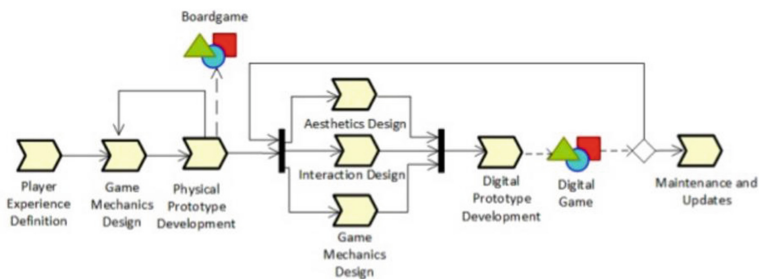 Boardgame
Aesthetics Design
Interaction Design
Player
Experience
Definition
Game
Mechanics
Design
Physical
Prototype
Development
Game
Mechanics
Design
Digital
Prototype
Development
Digital
Game
Maintenance and
Updates